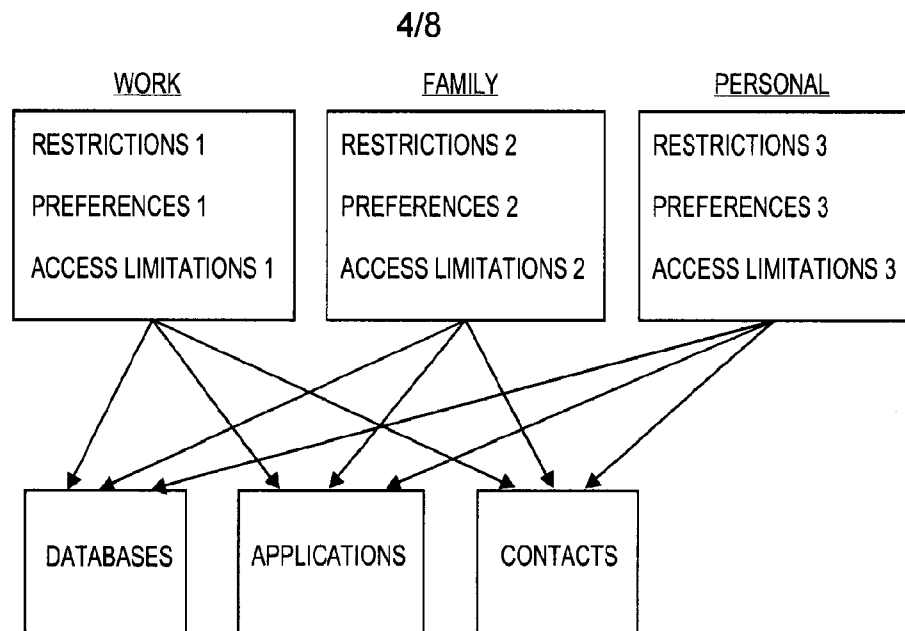 4/8
WORK
FAMILY
PERSONAL
RESTRICTIONS 1
PREFERENCES 1
ACCESS LIMITATIONS 1
RESTRICTIONS 2
PREFERENCES 2
ACCESS LIMITATIONS 2
RESTRICTIONS 3
PREFERENCES 3
ACCESS LIMITATIONS 3
DATABASES
APPLICATIONS
CONTACTS